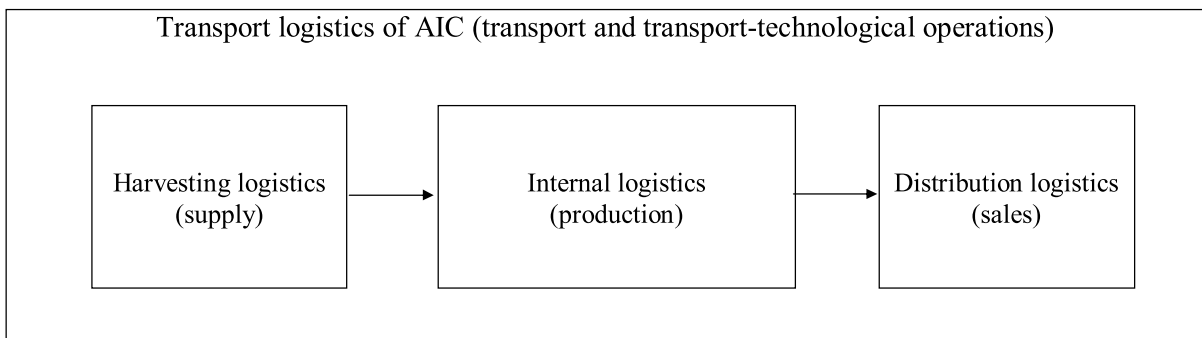 Transport logistics of AIC (transport and transport-technological operations)
Harvesting logistics
(supply)
Internal logistics
(production)
Distribution logistics
(sales)